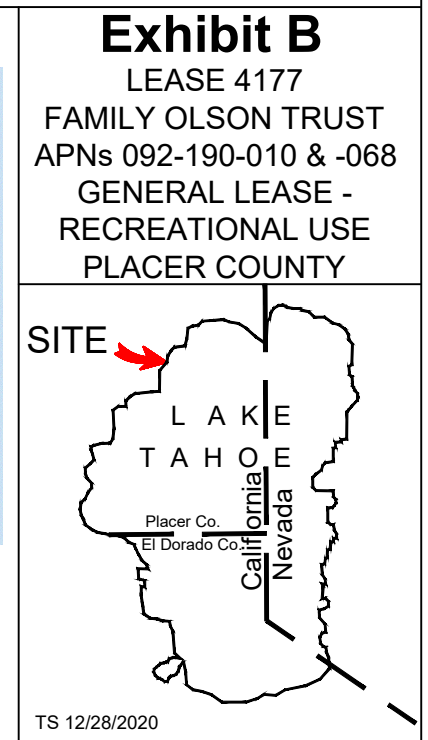 Exhibit B
LEASE 4177
FAMILY OLSON TRUST
APNs 092-190-010 & -068
GENERAL LEASE -
RECREATIONAL USE
PLACER COUNTY
SITE
LAKE
TAHOE
Placer Co.
El Dorado Co.
California
Nevada
TS 12/28/2020